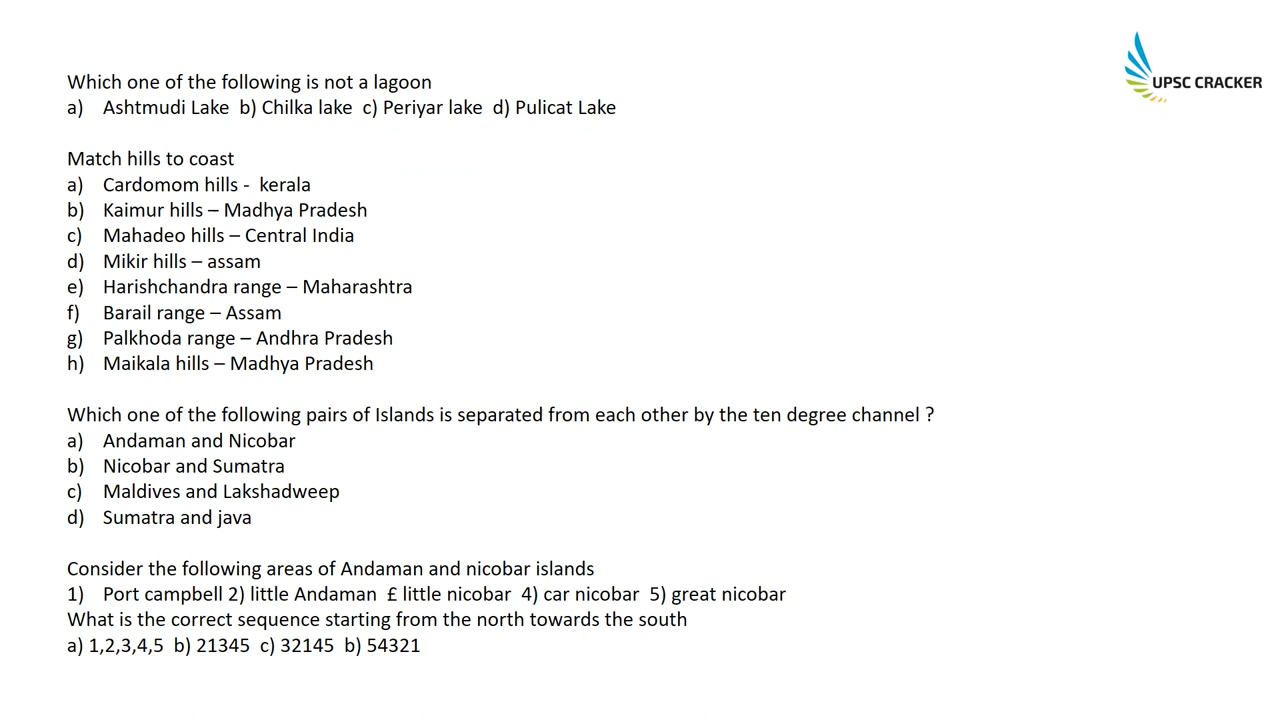 UPSC CRACKER
Which one of the following is not a lagoon
a) Ashtmudi Lake b) Chilka lake c) Periyar lake d) Pulicat Lake
Match hills to coast
a) Cardomom hills - kerala
b) Kaimur hills – Madhya Pradesh
c) Mahadeo hills – Central India
d) Mikir hills – assam
e) Harishchandra range – Maharashtra
f) Barail range – Assam
g) Palkhoda range – Andhra Pradesh
h) Maikala hills – Madhya Pradesh
Which one of the following pairs of Islands is separated from each other by the ten degree channel ?
a) Andaman and Nicobar
b) Nicobar and Sumatra
c) Maldives and Lakshadweep
d) Sumatra and java
Consider the following areas of Andaman and nicobar islands
1) Port campbell 2) little Andaman £ little nicobar 4) car nicobar 5) great nicobar
What is the correct sequence starting from the north towards the south
a) 1,2,3,4,5 b) 21345 c) 32145 b) 54321